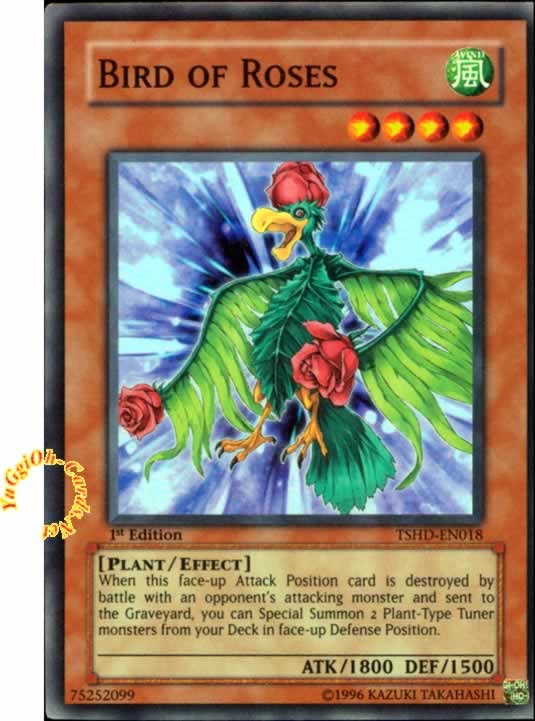 BIRD OF ROSES
WIND
風
YuGgiOh-Cards.Net
1st Edition
TSHD-EN018
[PLANT/EFFECT]
When this face-up Attack Position card is destroyed by
battle with an opponent's attacking monster and sent to
the Graveyard, you can Special Summon 2 Plant-Type Tuner
monsters from your Deck in face-up Defense Position.
ATK/1800 DEF/1500
75252099
©1996 KAZUKI TAKAHASHI